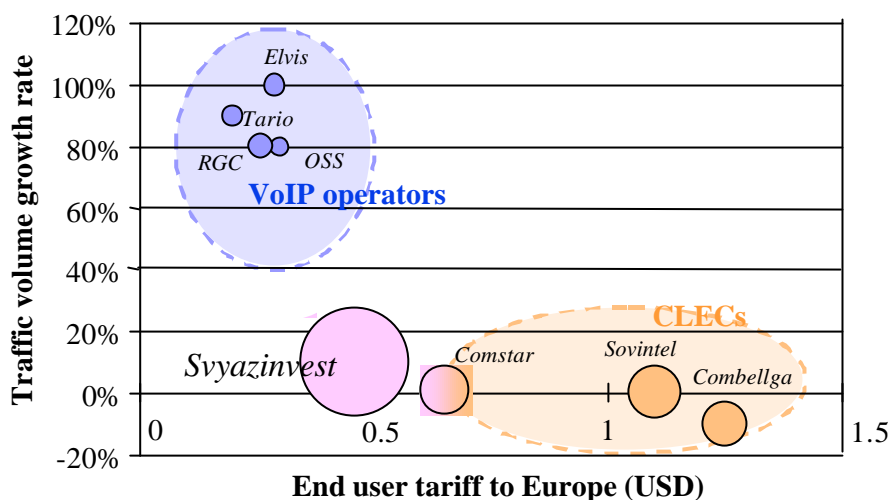 120%
Elvis
100%
Tario
80%
RGC
OSS
VoIP operators
60%
40%
CLECs
20%
Svyazinvest
Comstar
Sovintel
Combellga
0%
0
0.5
1
1.5
-20%
Traffic volume growth rate
End user tariff to Europe (USD)